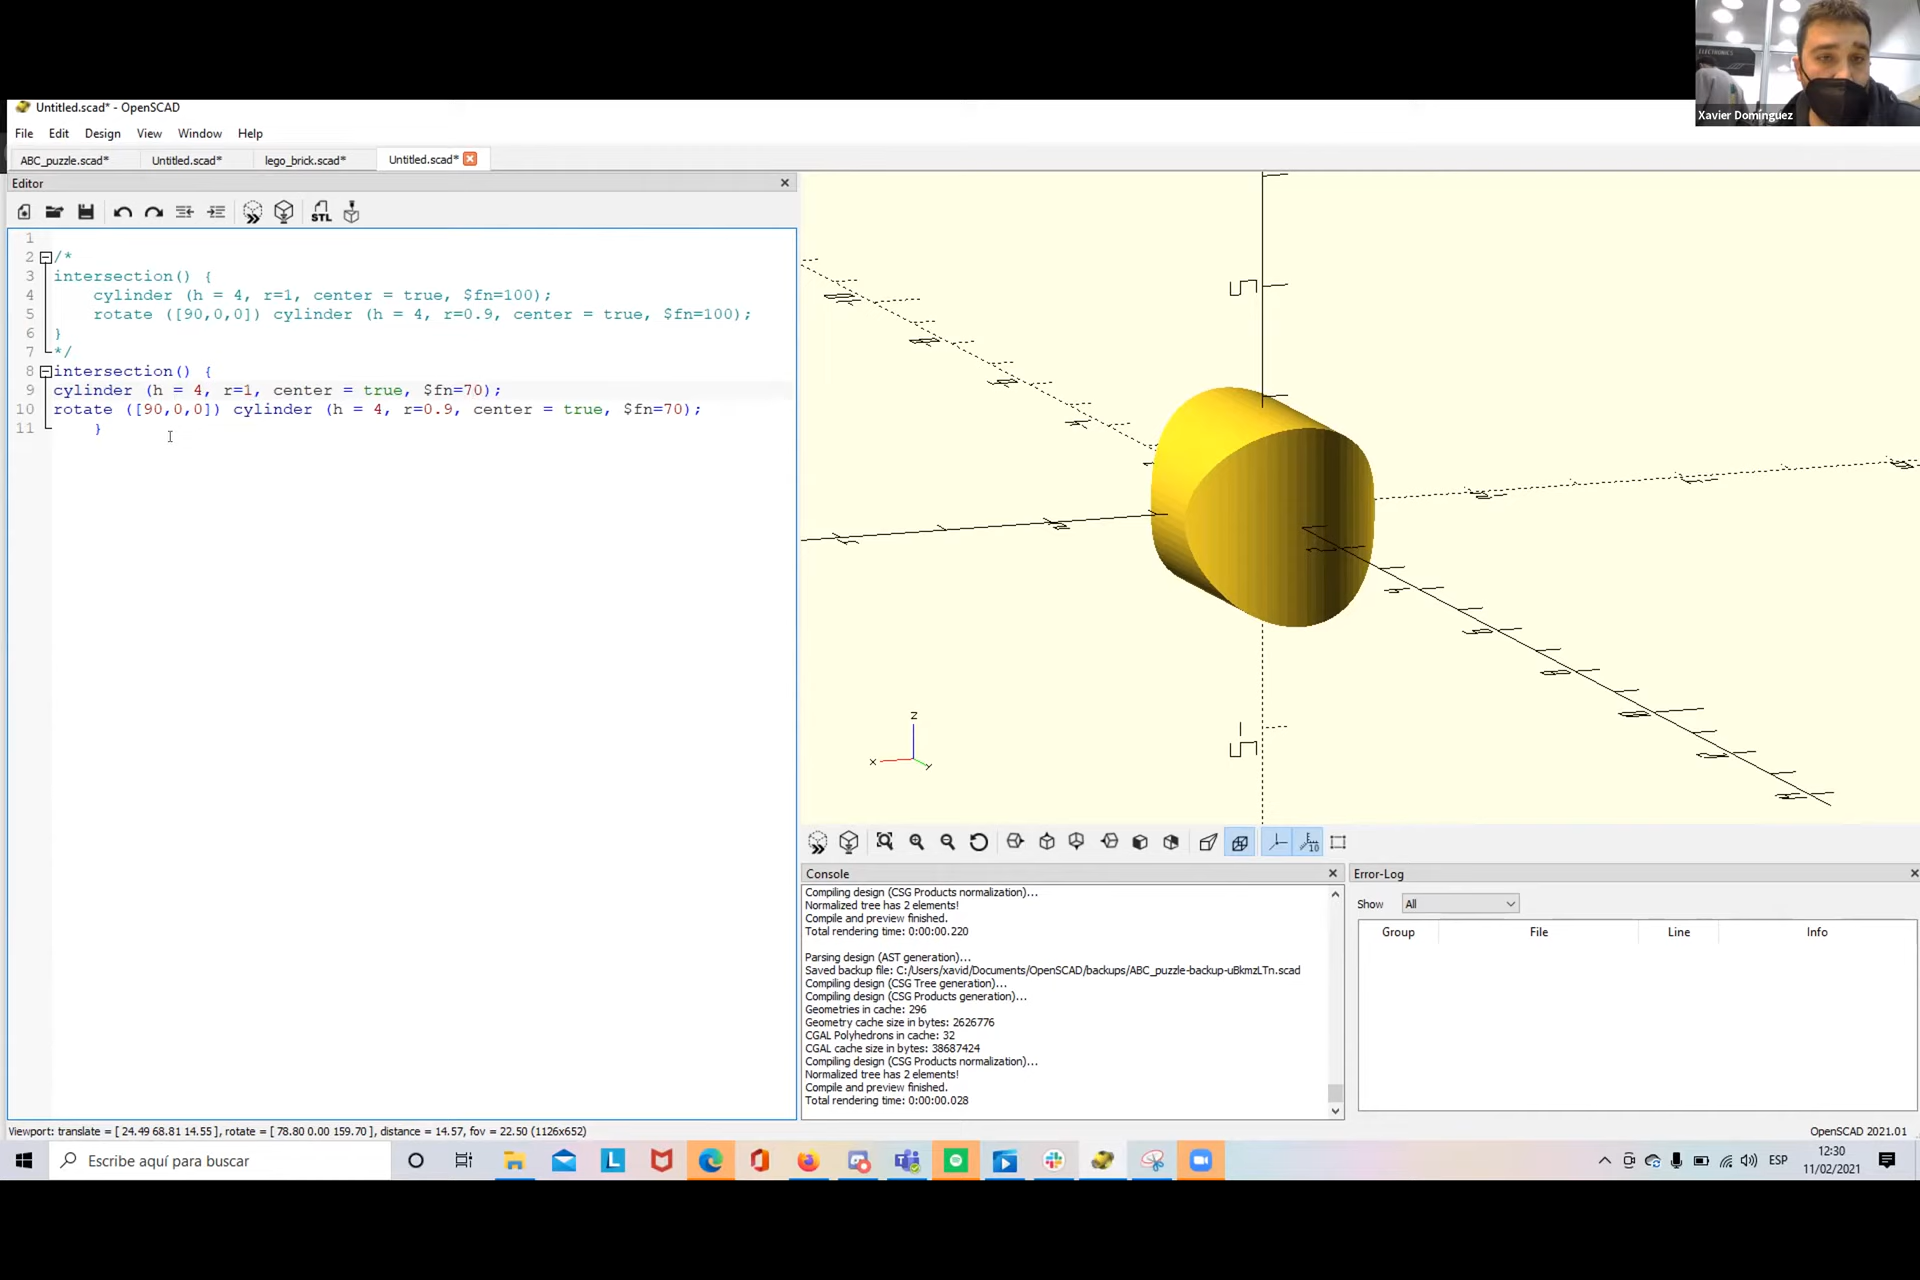 ELECTRONICS
Xavier Domínguez
Untitled.scad* - OpenSCAD
File Edit Design View Window Help
ABC_puzzle.scad* Untitled.scad* lego_brick.scad* Untitled.scad*
Editor
STL
1
2 /*
3 intersection() {
4 cylinder (h = 4, r=1, center = true, $fn=100);
5 rotate ([90,0,0]) cylinder (h = 4, r=0.9, center = true, $fn=100);
6 }
7 */
8 intersection() {
9 cylinder (h = 4, r=1, center = true, $fn=70);
10 rotate ([90,0,0]) cylinder (h = 4, r=0.9, center = true, $fn=70);
11 }
z
x
y
10
Console
Compiling design (CSG Products normalization)...
Normalized tree has 2 elements!
Compile and preview finished.
Total rendering time: 0:00:00.220
Parsing design (AST generation)...
Saved backup file: C:/Users/xavid/Documents/OpenSCAD/backups/ABC_puzzle-backup-uBkmzLTn.scad
Compiling design (CSG Tree generation)...
Compiling design (CSG Products generation)...
Geometries in cache: 296
Geometry cache size in bytes: 2626776
CGAL Polyhedrons in cache: 32
CGAL cache size in bytes: 38687424
Compiling design (CSG Products normalization)...
Normalized tree has 2 elements!
Compile and preview finished.
Total rendering time: 0:00:00.028
Error-Log
Show All
Group File Line Info
Viewport: translate = [ 24.49 68.81 14.55 ], rotate = [ 78.80 0.00 159.70 ], distance = 14.57, fov = 22.50 (1126x652)
OpenSCAD 2021.01
Escribe aquí para buscar
L
ESP
12:30
11/02/2021